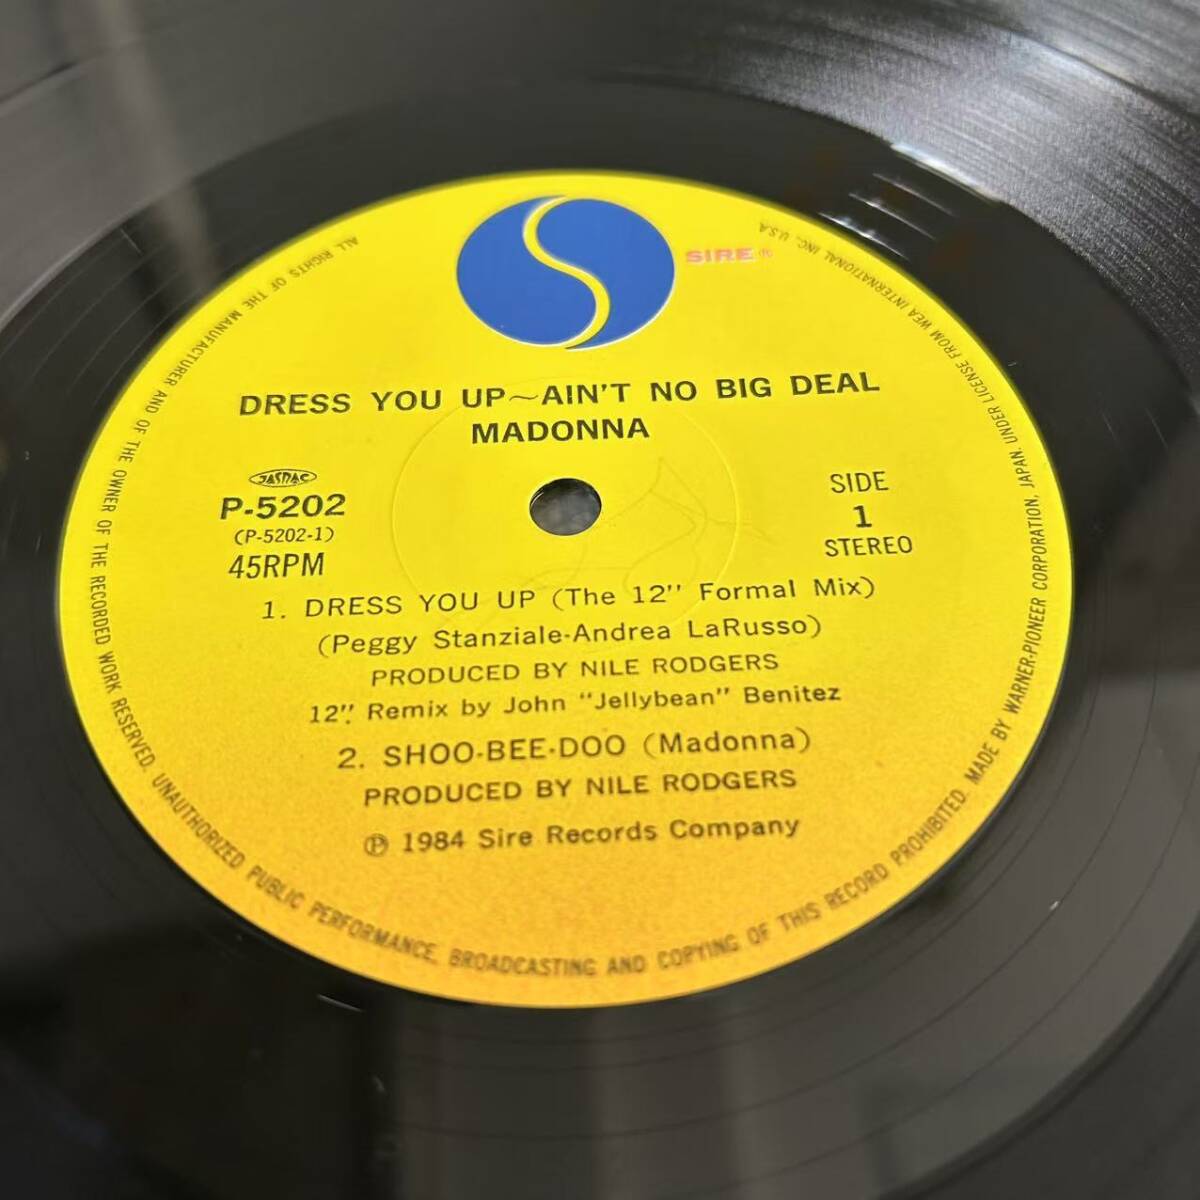 SIRE ®
DRESS YOU UP~AIN'T NO BIG DEAL
MADONNA
JASRAC
P-5202
(P-5202-1)
45RPM
SIDE
1
STEREO
1. DRESS YOU UP (The 12" Formal Mix)
(Peggy Stanziale-Andrea LaRusso)
PRODUCED BY NILE RODGERS
12". Remix by John "Jellybean" Benitez
2. SHOO-BEE-DOO (Madonna)
PRODUCED BY NILE RODGERS
℗ 1984 Sire Records Company
ALL RIGHTS OF THE MANUFACTURER AND OF THE OWNER OF THE RECORDED WORK RESERVED. UNAUTHORIZED PUBLIC PERFORMANCE, BROADCASTING AND COPYING OF THIS RECORD PROHIBITED. MADE BY WARNER-PIONEER CORPORATION, JAPAN. UNDER LICENSE FROM WEA INTERNATIONAL INC., U.S.A.